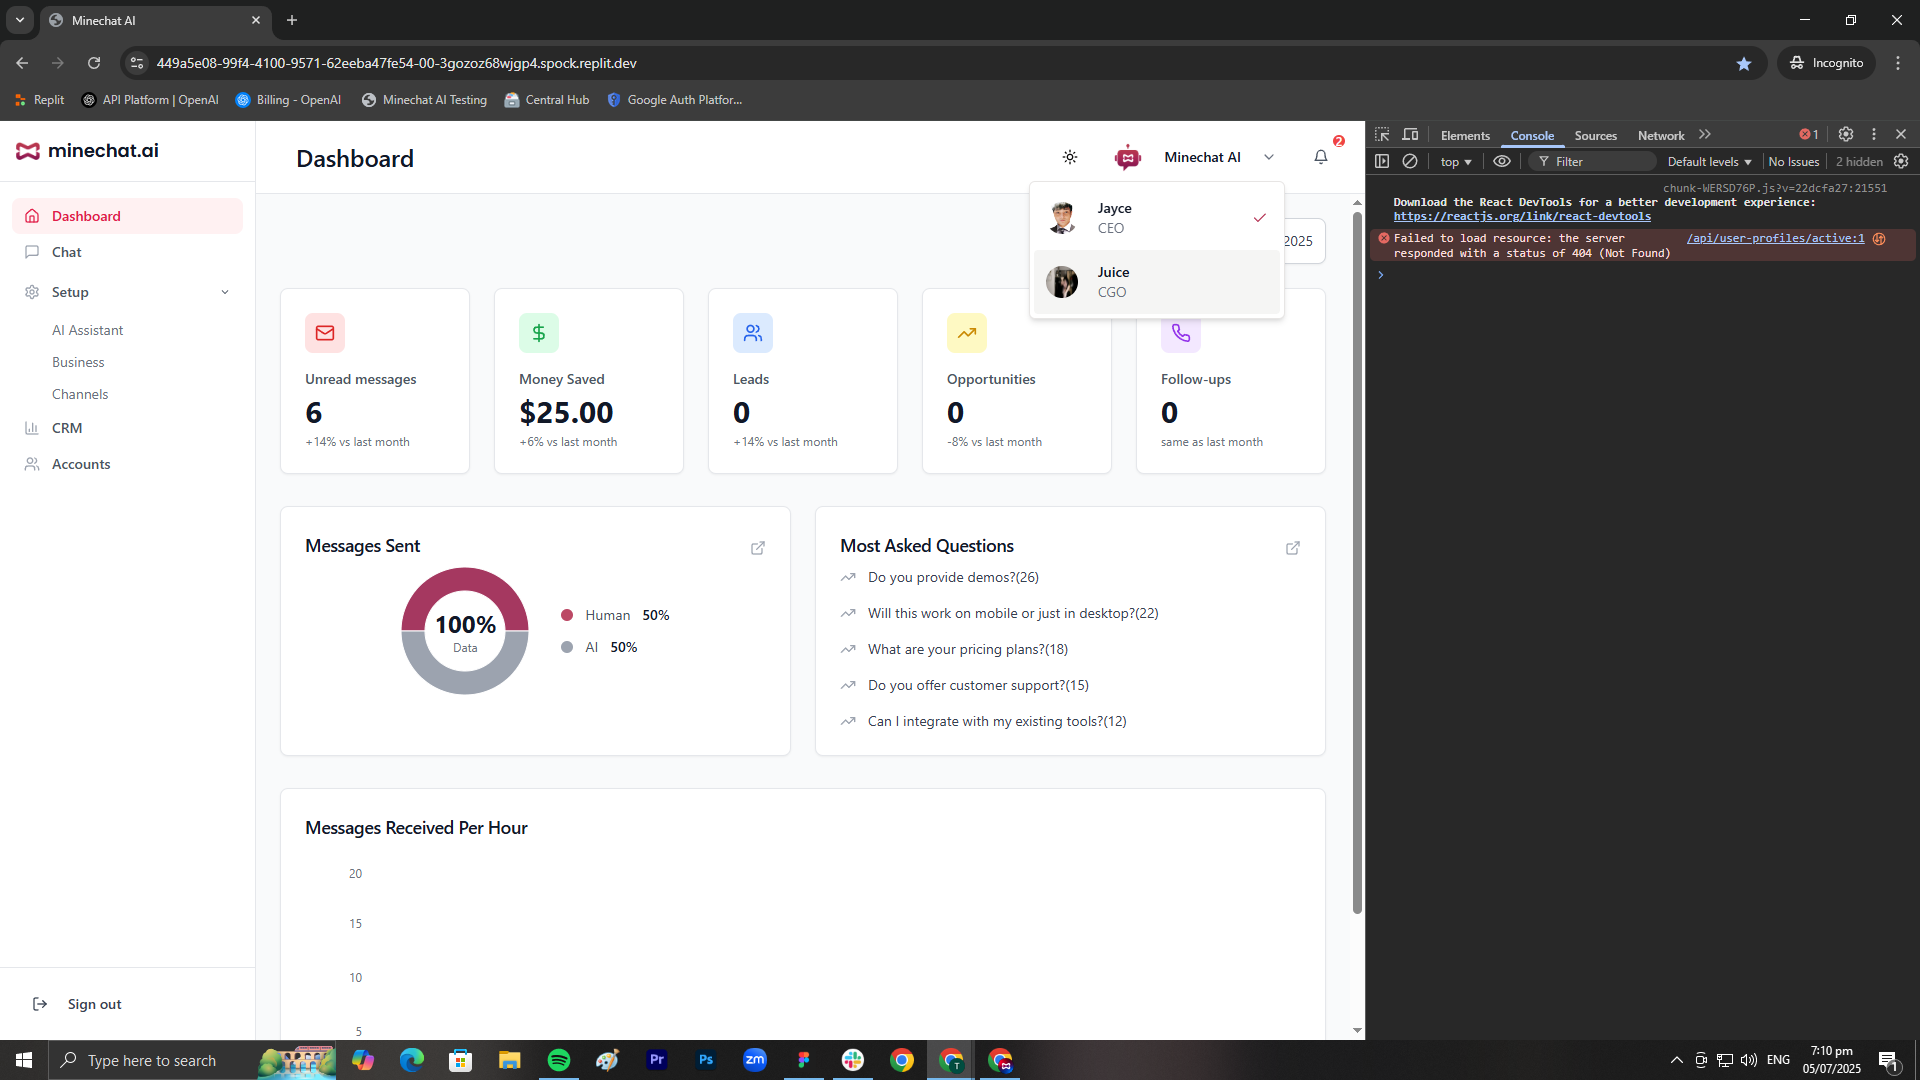 Minechat AI
449a5e08-99f4-4100-9571-62eeba47fe54-00-3gozoz68wjgp4.spock.replit.dev
Incognito
Replit
API Platform | OpenAI
Billing - OpenAI
Minechat AI Testing
Central Hub
Google Auth Platfor...
minechat.ai
Dashboard
Chat
Setup
AI Assistant
Business
Channels
CRM
Accounts
Sign out
Dashboard
Minechat AI
2
Jayce
CEO
Juice
CGO
2025
Unread messages
6
+14% vs last month
Money Saved
$25.00
+6% vs last month
Leads
0
+14% vs last month
Opportunities
0
-8% vs last month
Follow-ups
0
same as last month
Messages Sent
100%
Data
Human 50%
AI 50%
Most Asked Questions
Do you provide demos?(26)
Will this work on mobile or just in desktop?(22)
What are your pricing plans?(18)
Do you offer customer support?(15)
Can I integrate with my existing tools?(12)
Messages Received Per Hour
20
15
10
5
Elements
Console
Sources
Network
1
top
Filter
Default levels
No Issues
2 hidden
chunk-WERSD76P.js?v=22dcfa27:21551
Download the React DevTools for a better development experience:
https://reactjs.org/link/react-devtools
Failed to load resource: the server /api/user-profiles/active:1
responded with a status of 404 (Not Found)
Type here to search
Pr
Ps
zm
T
ENG
7:10 pm
05/07/2025
1